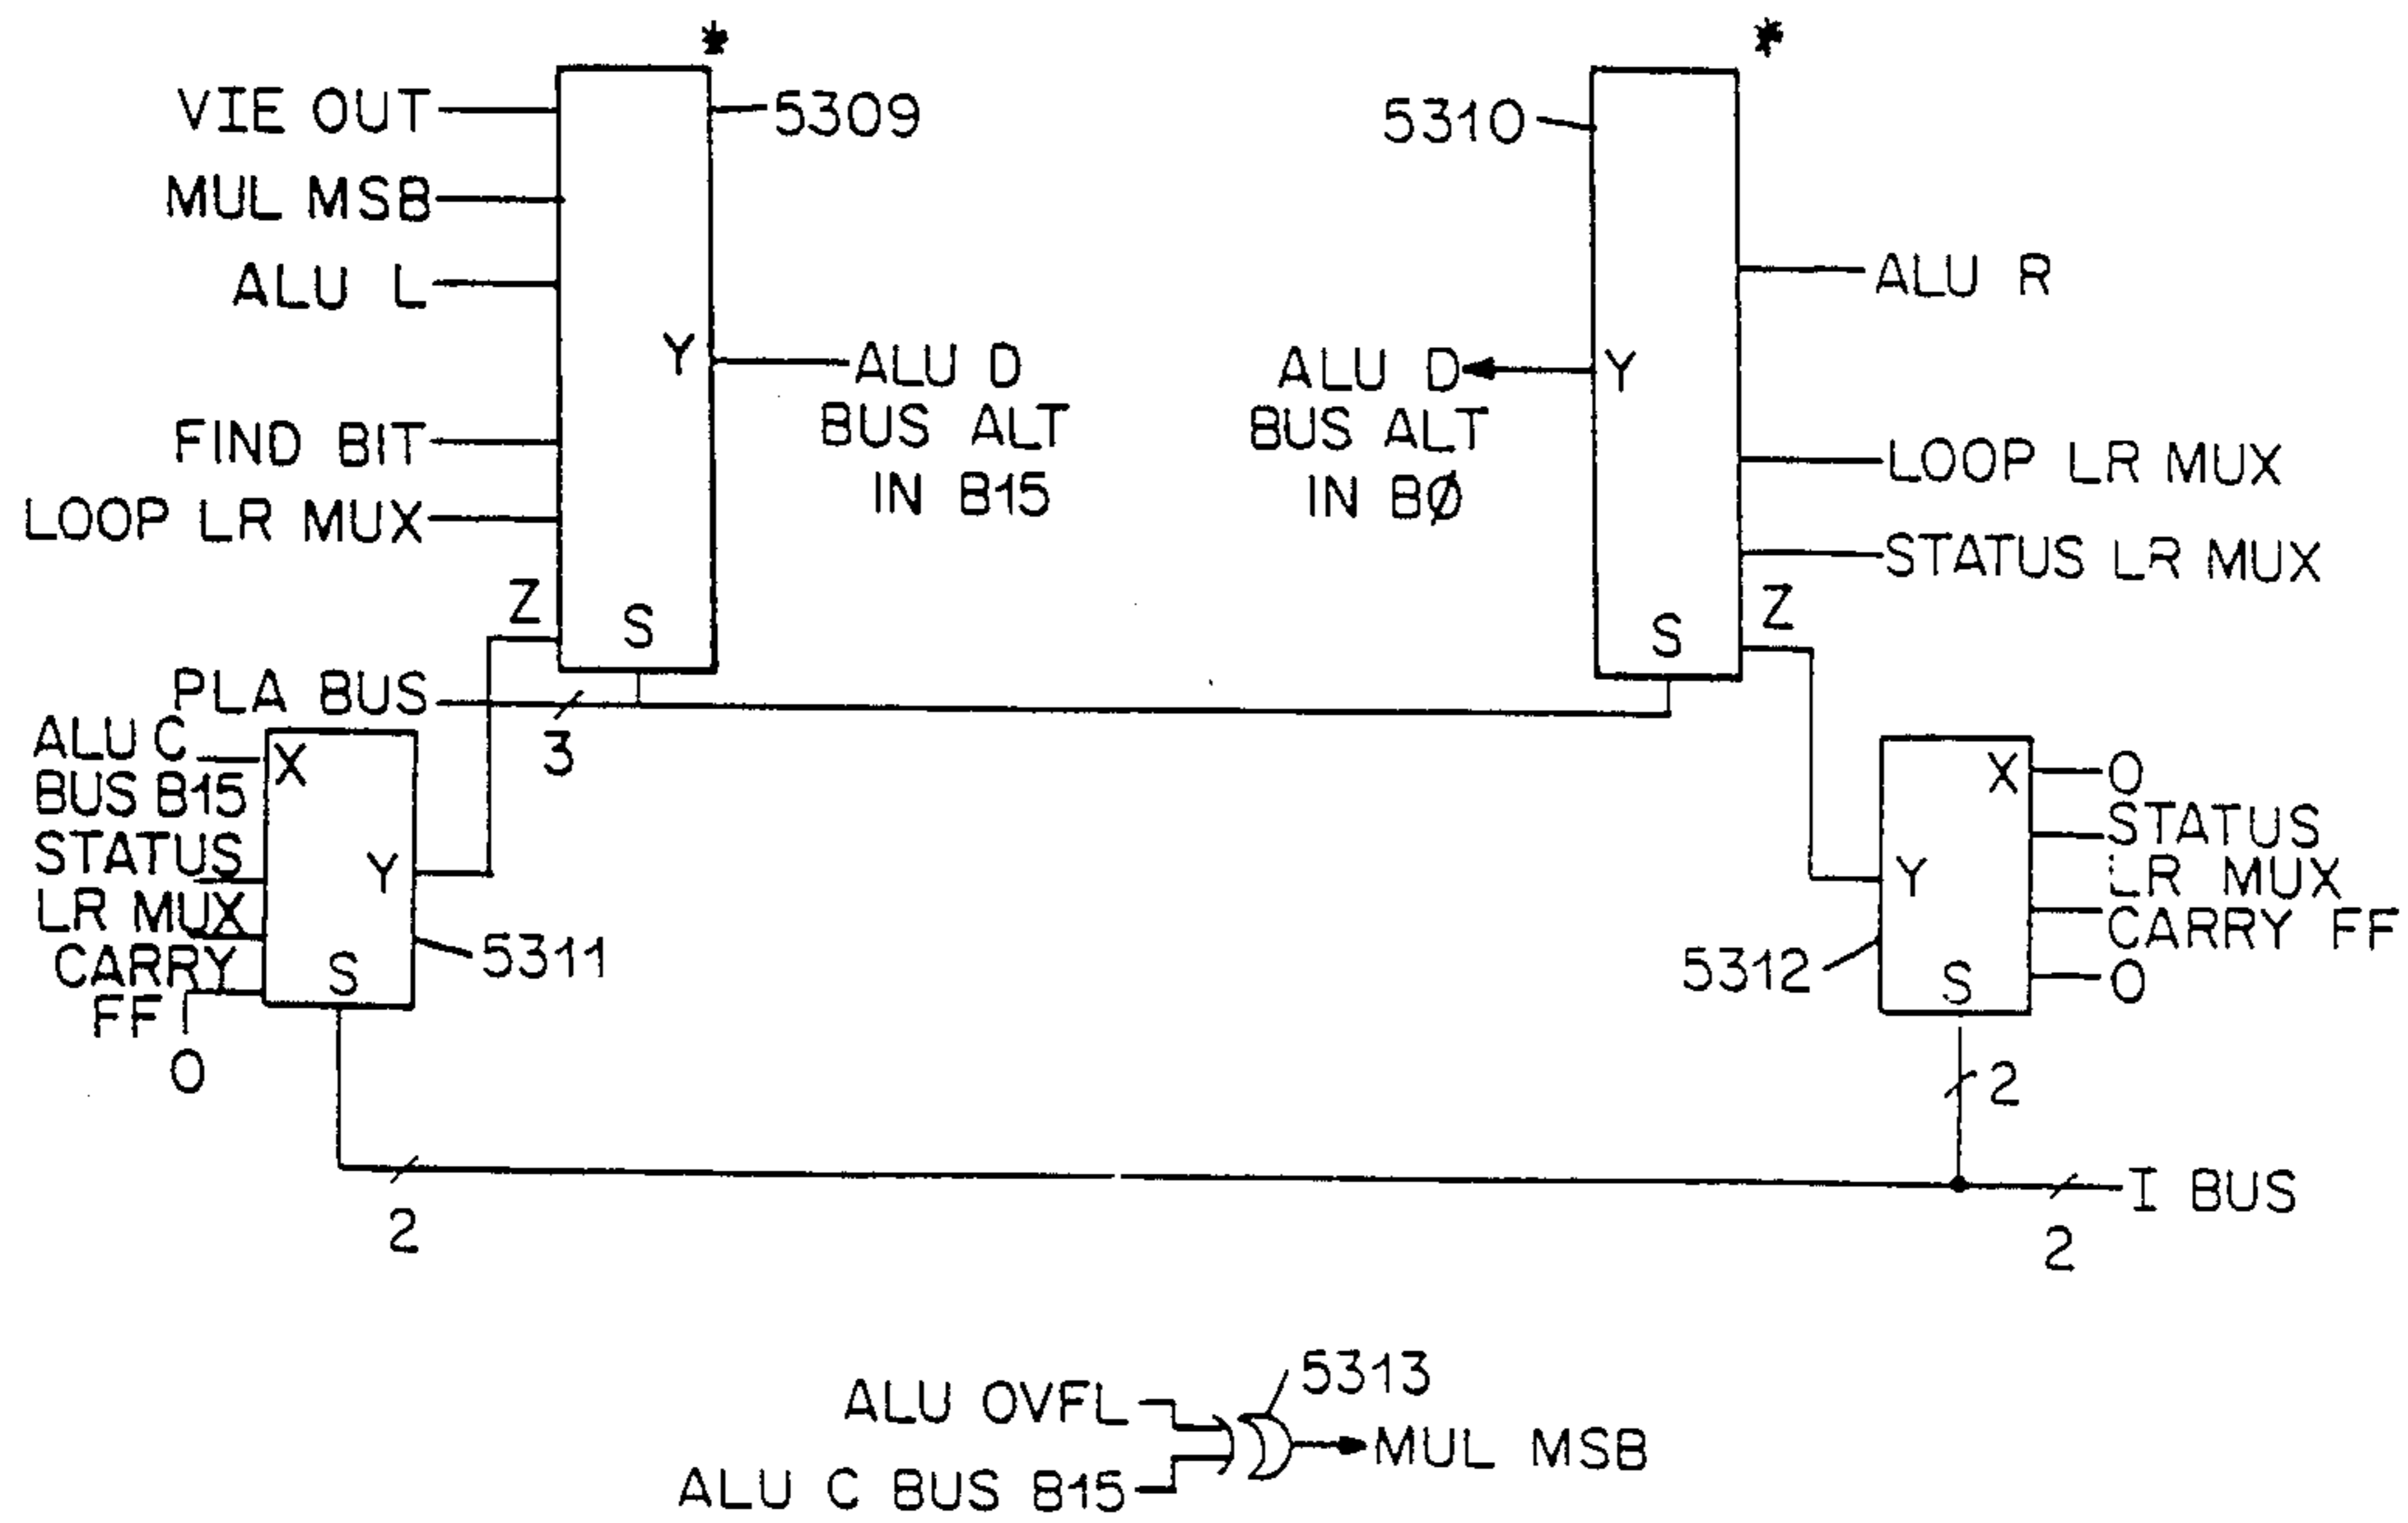 *
*
VIE OUT
5309
5310
MUL MSB
ALU L
ALU R
Y
ALU D
BUS ALT
IN B15
ALU D
BUS ALT
IN BØ
Y
FIND BIT
LOOP LR MUX
LOOP LR MUX
STATUS LR MUX
Z
S
S
Z
PLA BUS
3
ALU C
BUS B15
STATUS
LR MUX
CARRY
FF
0
X
Y
S
5311
X
Y
S
5312
0
STATUS
LR MUX
CARRY FF
0
2
2
I BUS
2
ALU OVFL
5313
MUL MSB
ALU C BUS B15